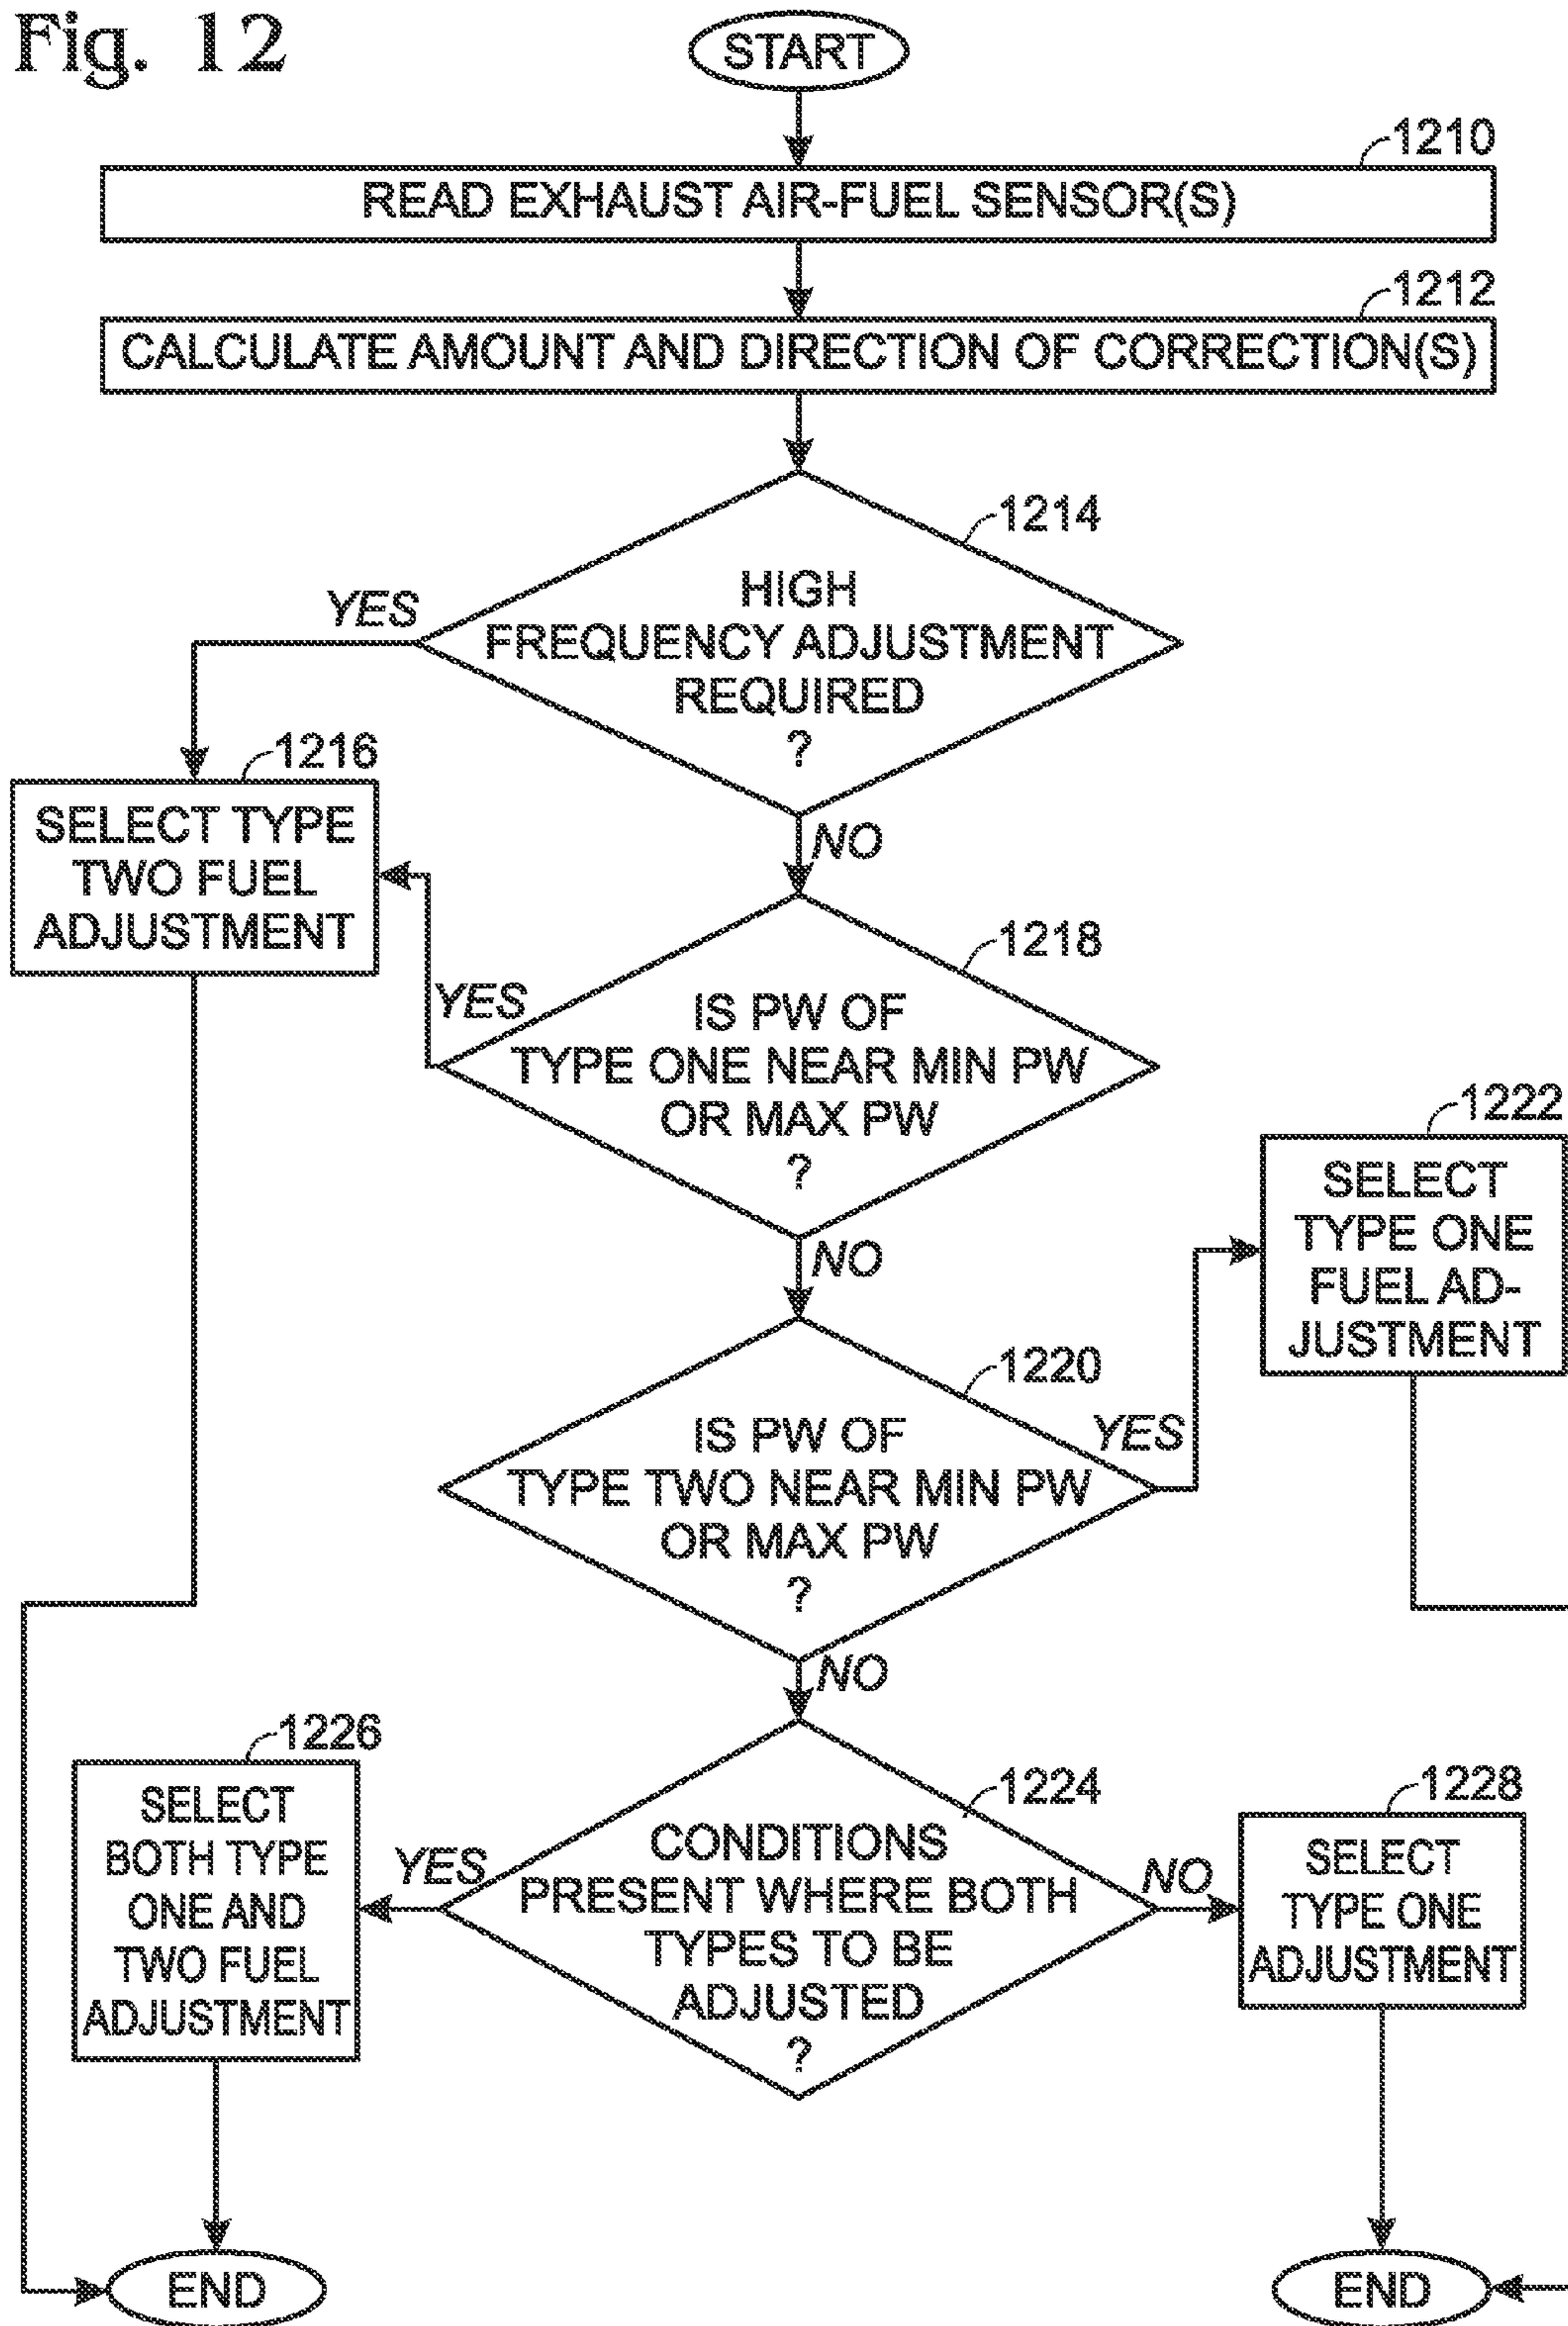 Fig. 12
START
1210
READ EXHAUST AIR-FUEL SENSOR(S)
1212
CALCULATE AMOUNT AND DIRECTION OF CORRECTION(S)
1214
HIGH
FREQUENCY ADJUSTMENT
REQUIRED
?
YES
NO
1216
SELECT TYPE
TWO FUEL
ADJUSTMENT
1218
IS PW OF
TYPE ONE NEAR MIN PW
OR MAX PW
?
YES
NO
1222
SELECT
TYPE ONE
FUEL AD-
JUSTMENT
1220
IS PW OF
TYPE TWO NEAR MIN PW
OR MAX PW
?
YES
NO
1226
SELECT
BOTH TYPE
ONE AND
TWO FUEL
ADJUSTMENT
1224
CONDITIONS
PRESENT WHERE BOTH
TYPES TO BE
ADJUSTED
?
YES
NO
1228
SELECT
TYPE ONE
ADJUSTMENT
END
END